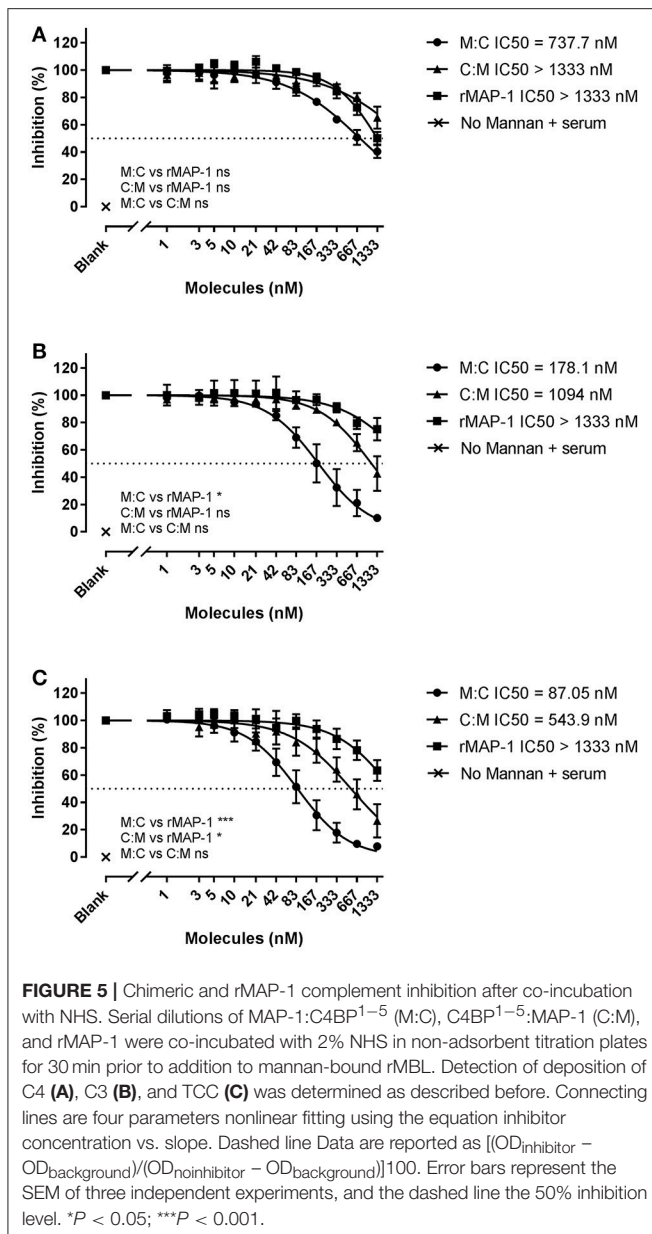 A
120
100
80
60
40
20
0
Inhibition (%)
M:C vs rMAP-1 ns
C:M vs rMAP-1 ns
M:C vs C:M ns
Blank
1
3
5
10
21
42
83
167
333
667
1333
Molecules (nM)
M:C IC50 = 737.7 nM
C:M IC50 > 1333 nM
rMAP-1 IC50 > 1333 nM
No Mannan + serum
B
120
100
80
60
40
20
0
Inhibition (%)
M:C vs rMAP-1 *
C:M vs rMAP-1 ns
M:C vs C:M ns
Blank
1
3
5
10
21
42
83
167
333
667
1333
Molecules (nM)
M:C IC50 = 178.1 nM
C:M IC50 = 1094 nM
rMAP-1 IC50 > 1333 nM
No Mannan + serum
C
120
100
80
60
40
20
0
Inhibition (%)
M:C vs rMAP-1 ***
C:M vs rMAP-1 *
M:C vs C:M ns
Blank
1
3
5
10
21
42
83
167
333
667
1333
Molecules (nM)
M:C IC50 = 87.05 nM
C:M IC50 = 543.9 nM
rMAP-1 IC50 > 1333 nM
No Mannan + serum
FIGURE 5 | Chimeric and rMAP-1 complement inhibition after co-incubation
with NHS. Serial dilutions of MAP-1:C4BP1−5 (M:C), C4BP1−5:MAP-1 (C:M),
and rMAP-1 were co-incubated with 2% NHS in non-adsorbent titration plates
for 30 min prior to addition to mannan-bound rMBL. Detection of deposition of
C4 (A), C3 (B), and TCC (C) was determined as described before. Connecting
lines are four parameters nonlinear fitting using the equation inhibitor
concentration vs. slope. Dashed line Data are reported as [(ODinhibitor –
ODbackground)/(ODnoinhibitor – ODbackground)]100. Error bars represent the
SEM of three independent experiments, and the dashed line the 50% inhibition
level. *P < 0.05; ***P < 0.001.